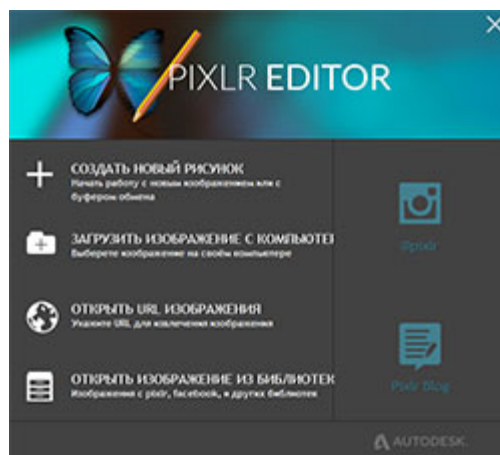 PIXLR EDITOR
СОЗДАТЬ НОВЫЙ РИСУНОК
Начать работу с новым изображением или с
буфером обмена
ЗАГРУЗИТЬ ИЗОБРАЖЕНИЕ С КОМПЬЮТЕ
Выберете изображение на своём компьютере
@pixlr
ОТКРЫТЬ URL ИЗОБРАЖЕНИЯ
Укажите URL для извлечения изображения
ОТКРЫТЬ ИЗОБРАЖЕНИЕ ИЗ БИБЛИОТЕК
Изображения с pixlr, facebook, и других библиотек
Pixlr Blog
AUTODESK.